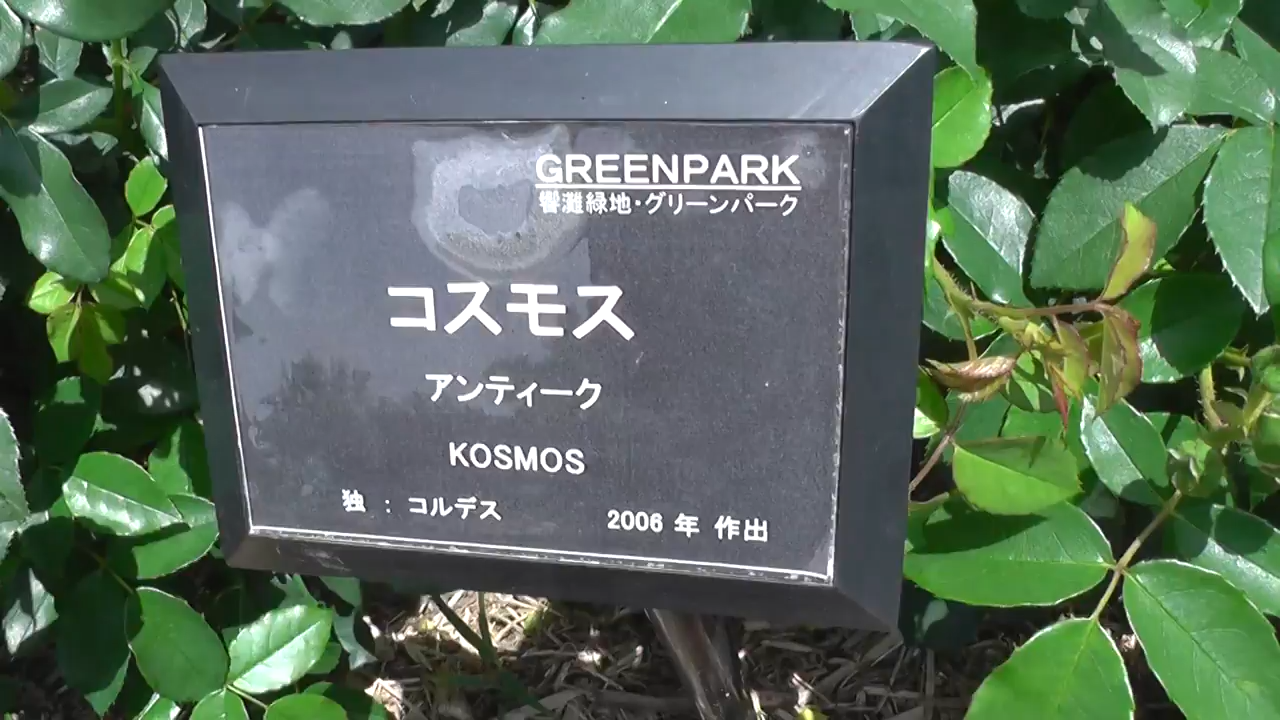 GREENPARK
響灘緑地・グリーンパーク
コスモス
アンティーク
KOSMOS
独 : コルデス 2006 年 作出